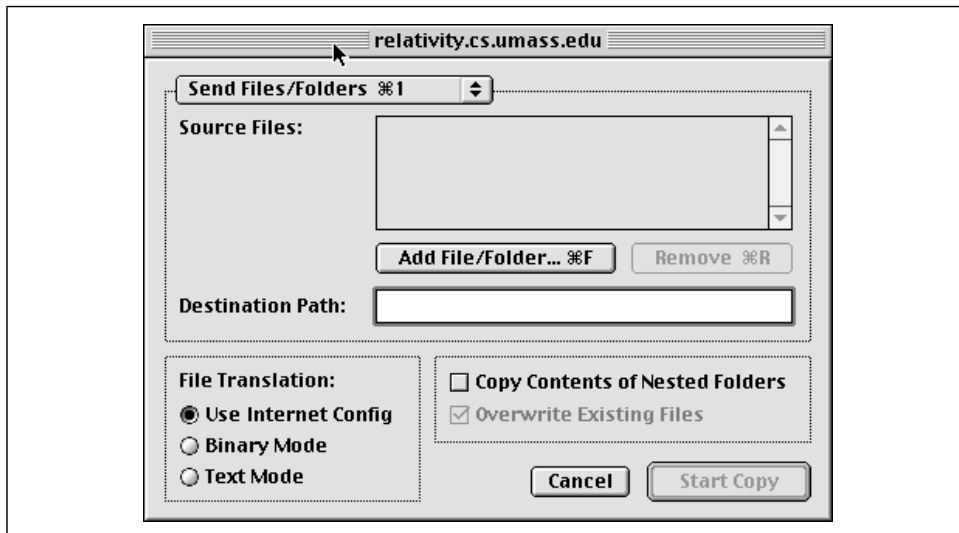 relativity.cs.umass.edu
Send Files/Folders ⌘1
Source Files:
Add File/Folder... ⌘F
Remove ⌘R
Destination Path:
File Translation:
Use Internet Config
Binary Mode
Text Mode
Copy Contents of Nested Folders
Overwrite Existing Files
Cancel
Start Copy